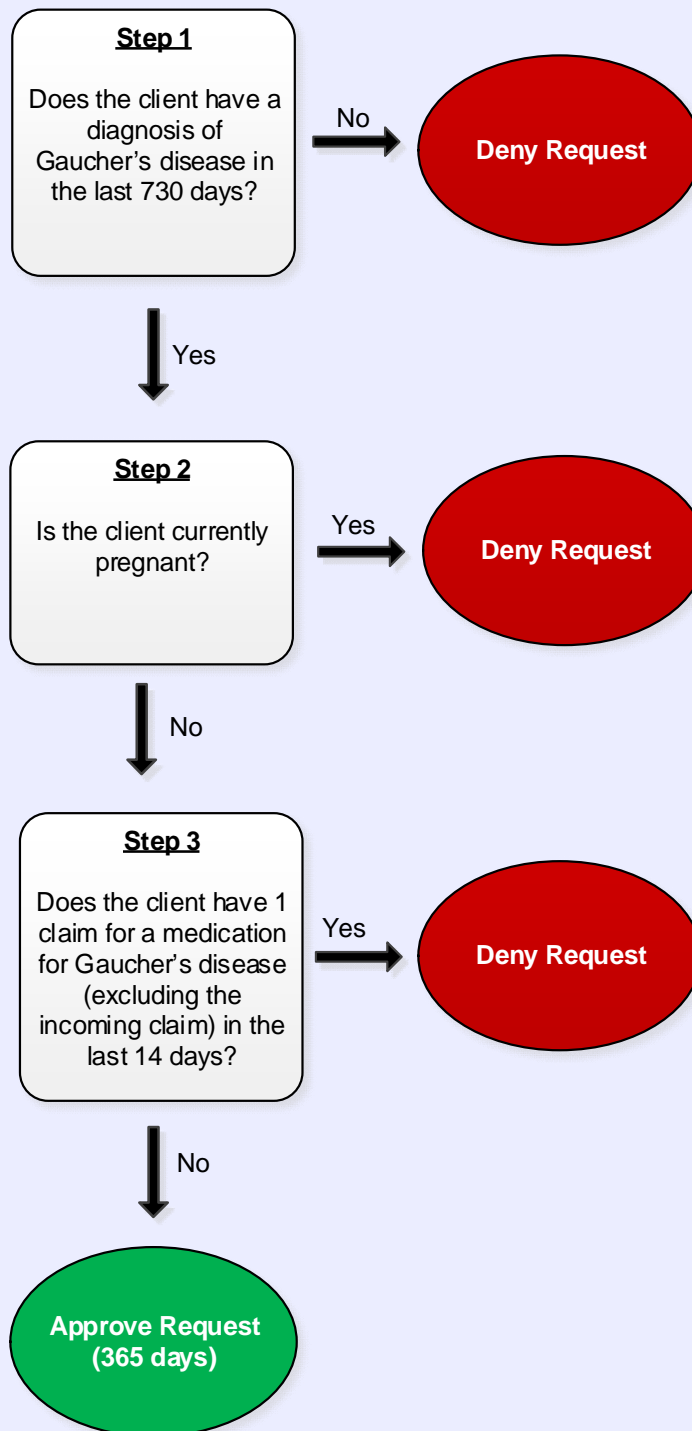 Step 1
Does the client have a
diagnosis of
Gaucher’s disease in
the last 730 days?
No
Deny Request
Yes
Step 2
Is the client currently
pregnant?
Yes
Deny Request
No
Step 3
Does the client have 1
claim for a medication
for Gaucher’s disease
(excluding the
incoming claim) in the
last 14 days?
Yes
Deny Request
No
Approve Request
(365 days)